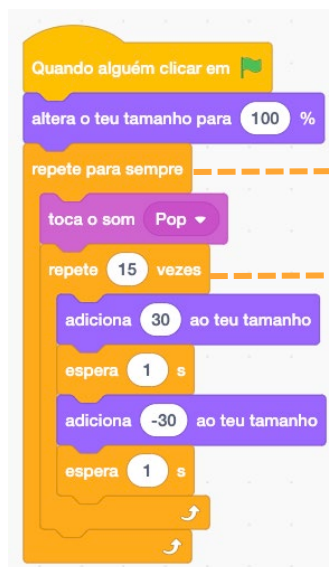 Quando alguém clicar em
altera o teu tamanho para 100 %
repete para sempre
toca o som Pop
repete 15 vezes
adiciona 30 ao teu tamanho
espera 1 s
adiciona -30 ao teu tamanho
espera 1 s